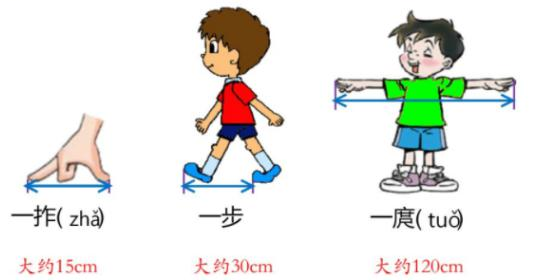 一拃(zhǎ)
一步
一庹(tuǒ)
大约15cm
大约30cm
大约120cm